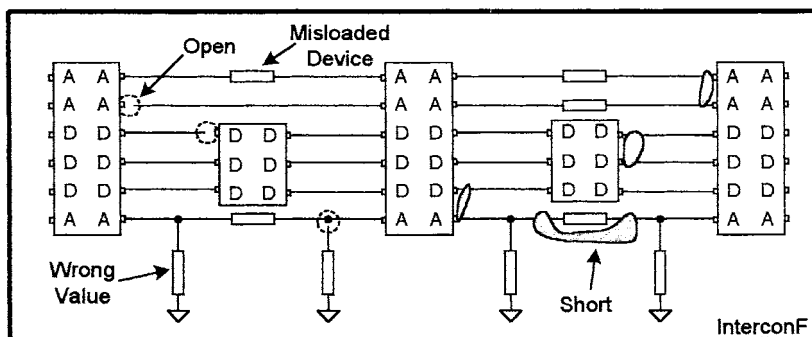 Open
Misloaded
Device
A A A A A A
A A A A A A
D D D D D D D D D D
D D D D D D D D D D
D D D D D D D D D D
A A A A A A
Wrong
Value
Short
InterconF